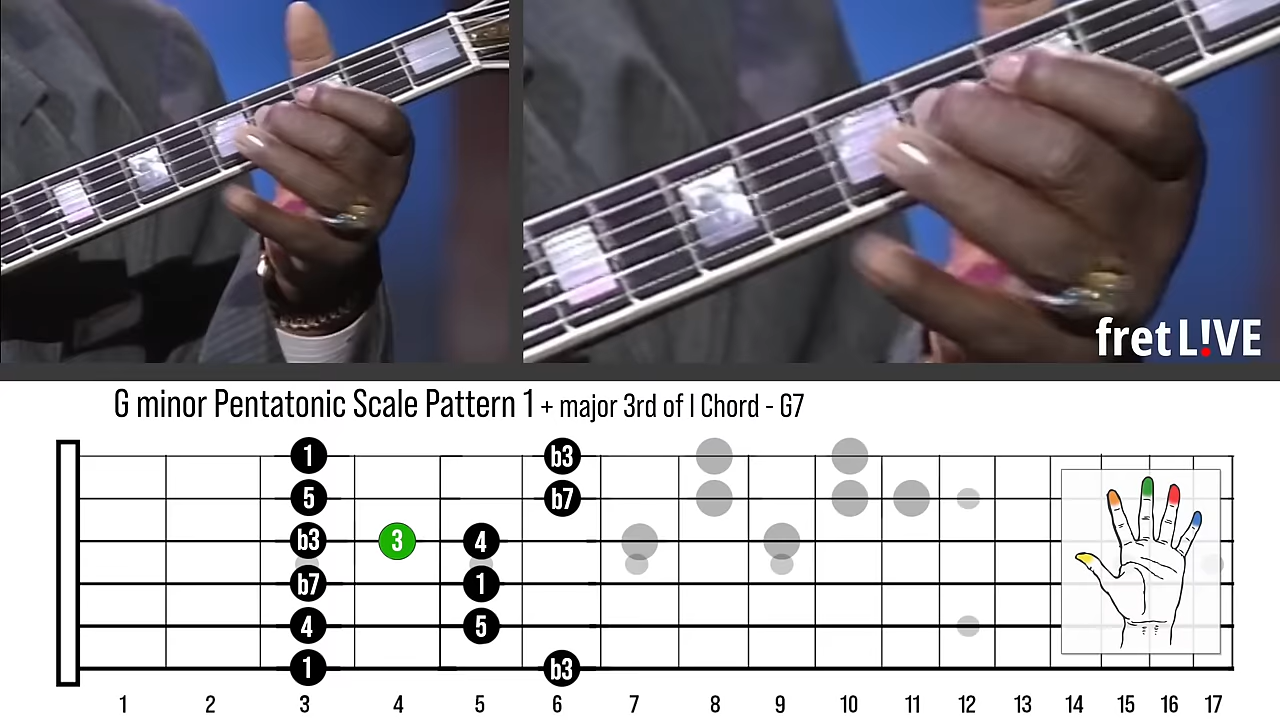 fret L!VE
G minor Pentatonic Scale Pattern 1 + major 3rd of I Chord - G7
1 b3
5 b7
b3 3 4
b7 1
4 5
1 b3
1 2 3 4 5 6 7 8 9 10 11 12 13 14 15 16 17